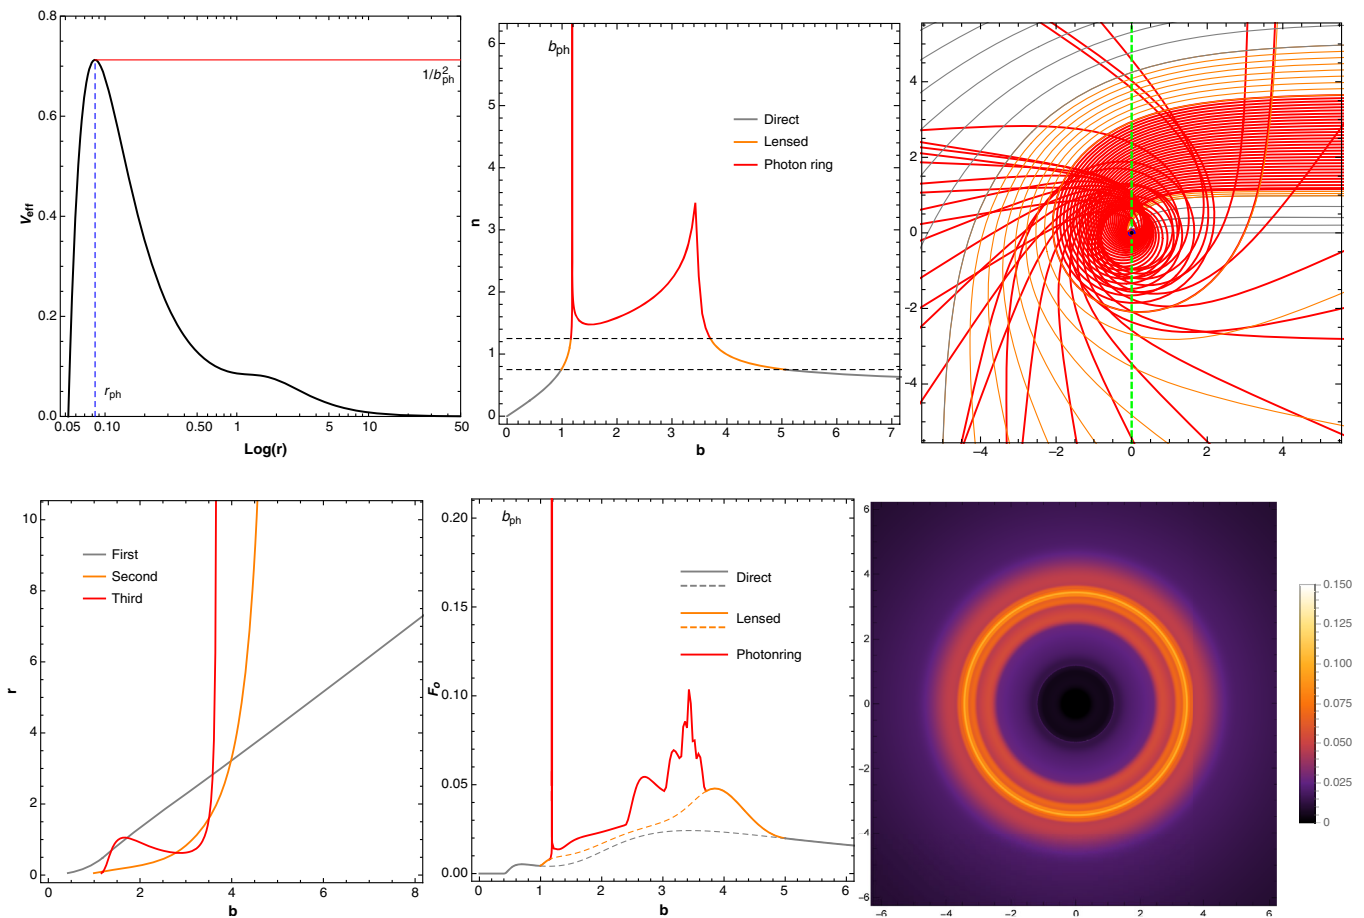 0.8
0.6
0.4
0.2
0.0
V_eff
1/b²_ph
r_ph
0.05 0.10 0.50 1 5 10 50
Log(r)
6
5
4
3
2
1
0
n
b_ph
Direct
Lensed
Photon ring
0 1 2 3 4 5 6 7
b
4
2
0
−2
−4
−4 −2 0 2 4
10
8
6
4
2
0
r
First
Second
Third
0 2 4 6 8
b
0.20
0.15
0.10
0.05
0.00
F_o
b_ph
Direct
Lensed
Photonring
0 1 2 3 4 5 6
b
6
4
2
0
−2
−4
−6
−6 −4 −2 0 2 4 6
0.150
0.125
0.100
0.075
0.050
0.025
0